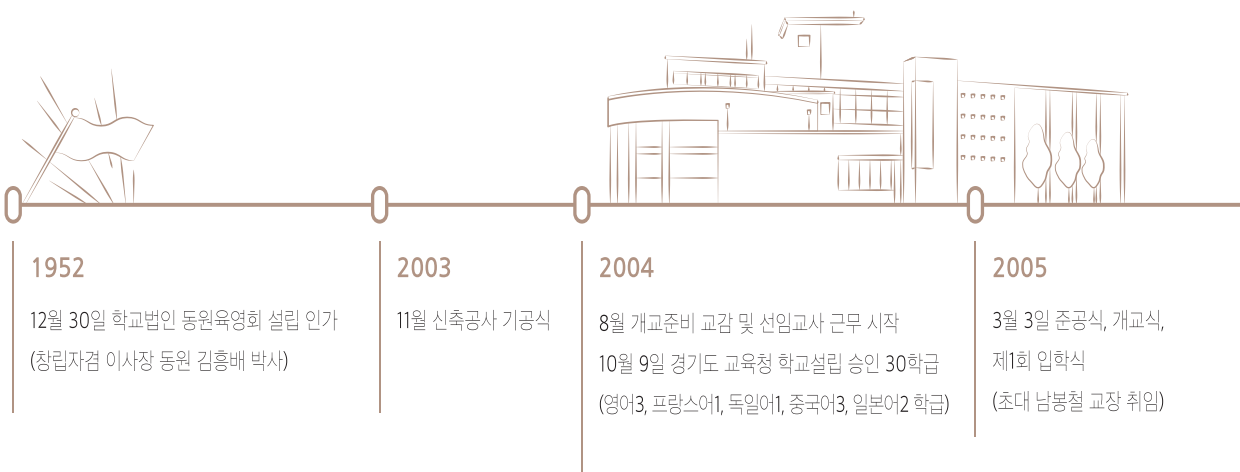 1952
12월 30일 학교법인 동원육영회 설립 인가
(창립자겸 이사장 동원 김흥배 박사)
2003
11월 신축공사 기공식
2004
8월 개교준비 교감 및 선임교사 근무 시작
10월 9일 경기도 교육청 학교설립 승인 30학급
(영어3, 프랑스어1, 독일어1, 중국어3, 일본어2 학급)
2005
3월 3일 준공식, 개교식,
제1회 입학식
(초대 남봉철 교장 취임)